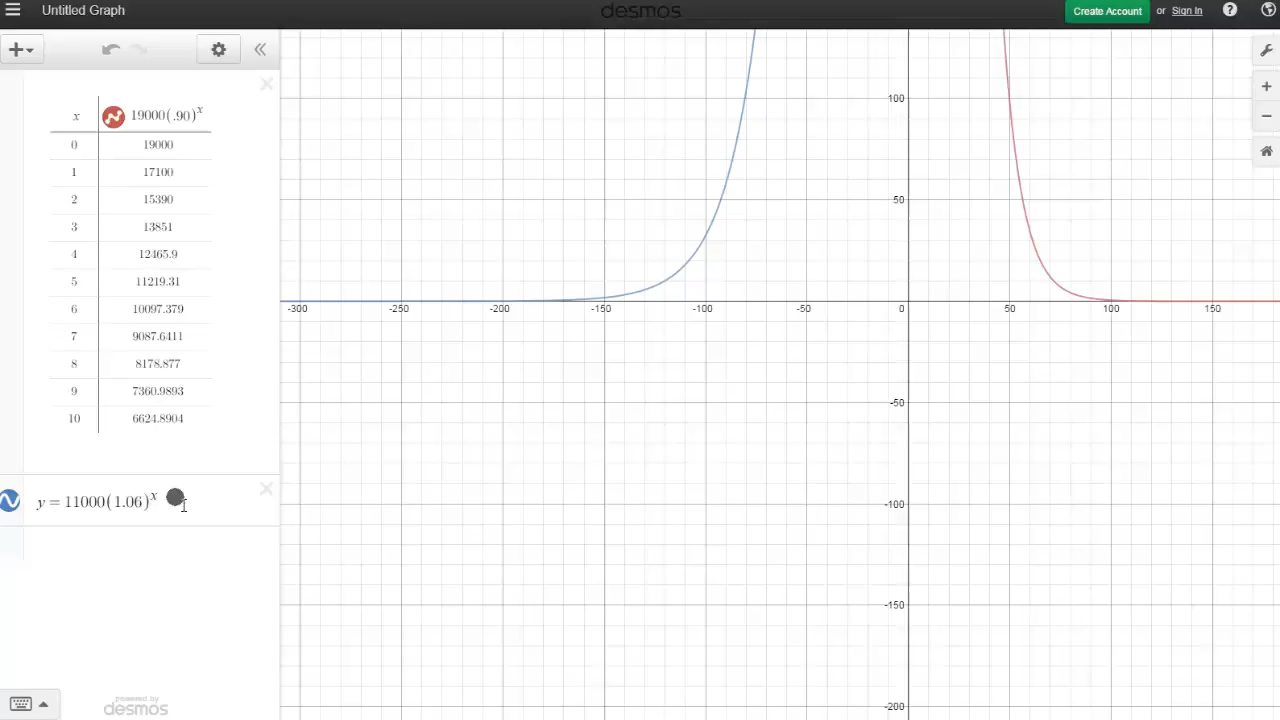 Untitled Graph
desmos
Create Account or Sign In
x 19000(.90)^x
0 19000
1 17100
2 15390
3 13851
4 12465.9
5 11219.31
6 10097.379
7 9087.6411
8 8178.877
9 7360.9893
10 6624.8904
y = 11000(1.06)^x
powered by
desmos
100
50
-300 -250 -200 -150 -100 -50 0 50 100 150
-50
-100
-150
-200